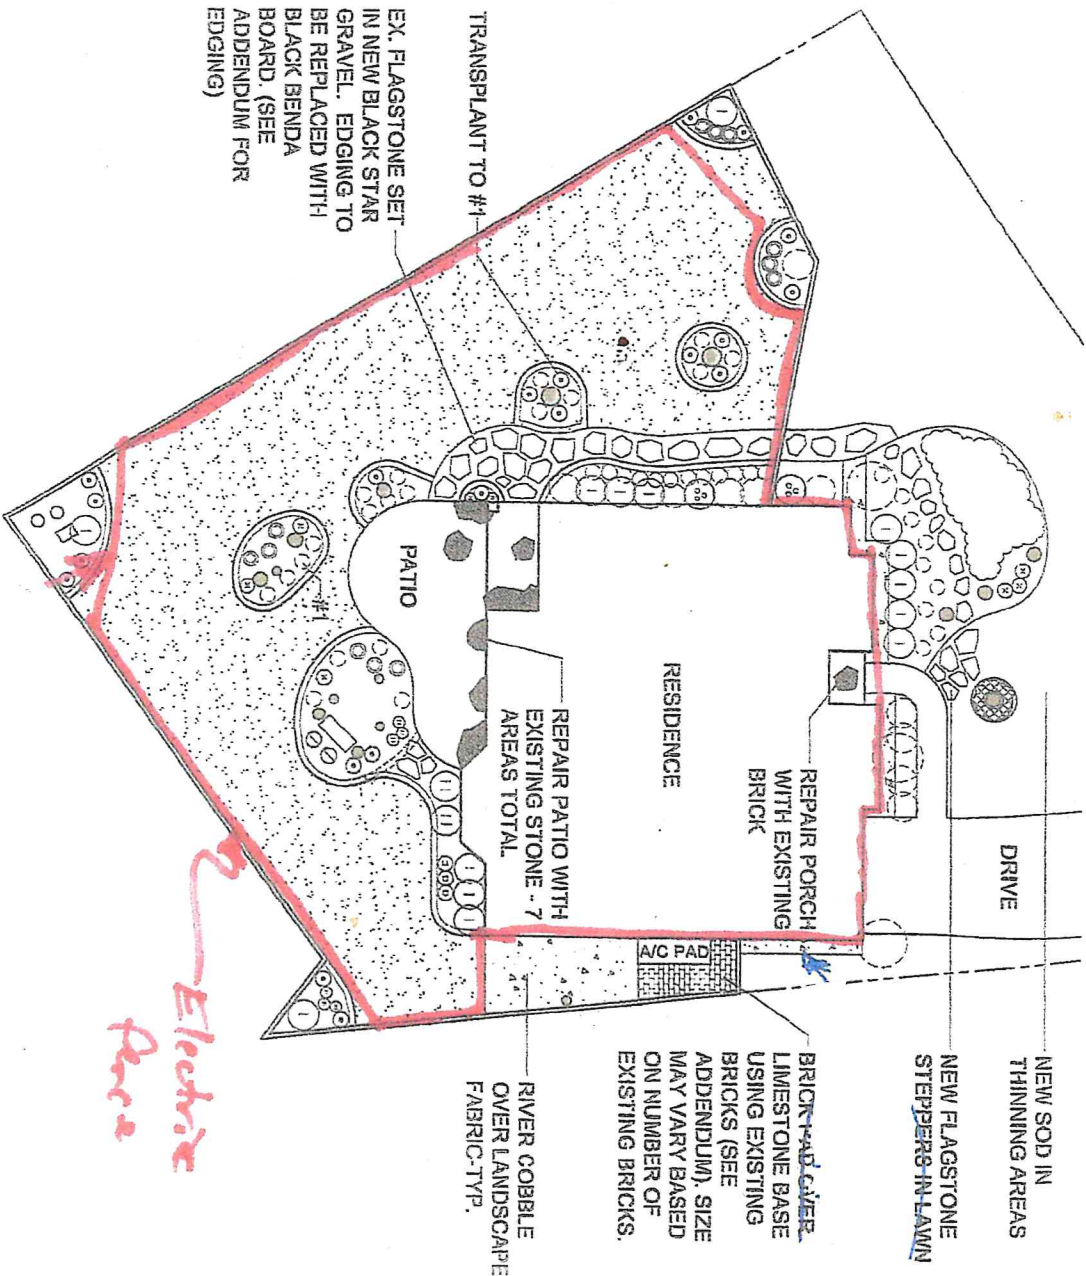 NEW SOD IN
THINNING AREAS
NEW FLAGSTONE
STEPPERS IN LAWN
DRIVE
BRICK PAD OVER
LIMESTONE BASE
USING EXISTING
BRICKS (SEE
ADDENDUM). SIZE
MAY VARY BASED
ON NUMBER OF
EXISTING BRICKS.
REPAIR PORCH
WITH EXISTING
BRICK
A/C PAD
RESIDENCE
RIVER COBBLE
OVER LANDSCAPE
FABRIC-TYP.
REPAIR PATIO WITH
EXISTING STONE - 7
AREAS TOTAL
PATIO
#1
TRANSPLANT TO #1
EX. FLAGSTONE SET
IN NEW BLACK STAR
GRAVEL. EDGING TO
BE REPLACED WITH
BLACK BENDA
BOARD. (SEE
ADDENDUM FOR
EDGING)
Electric